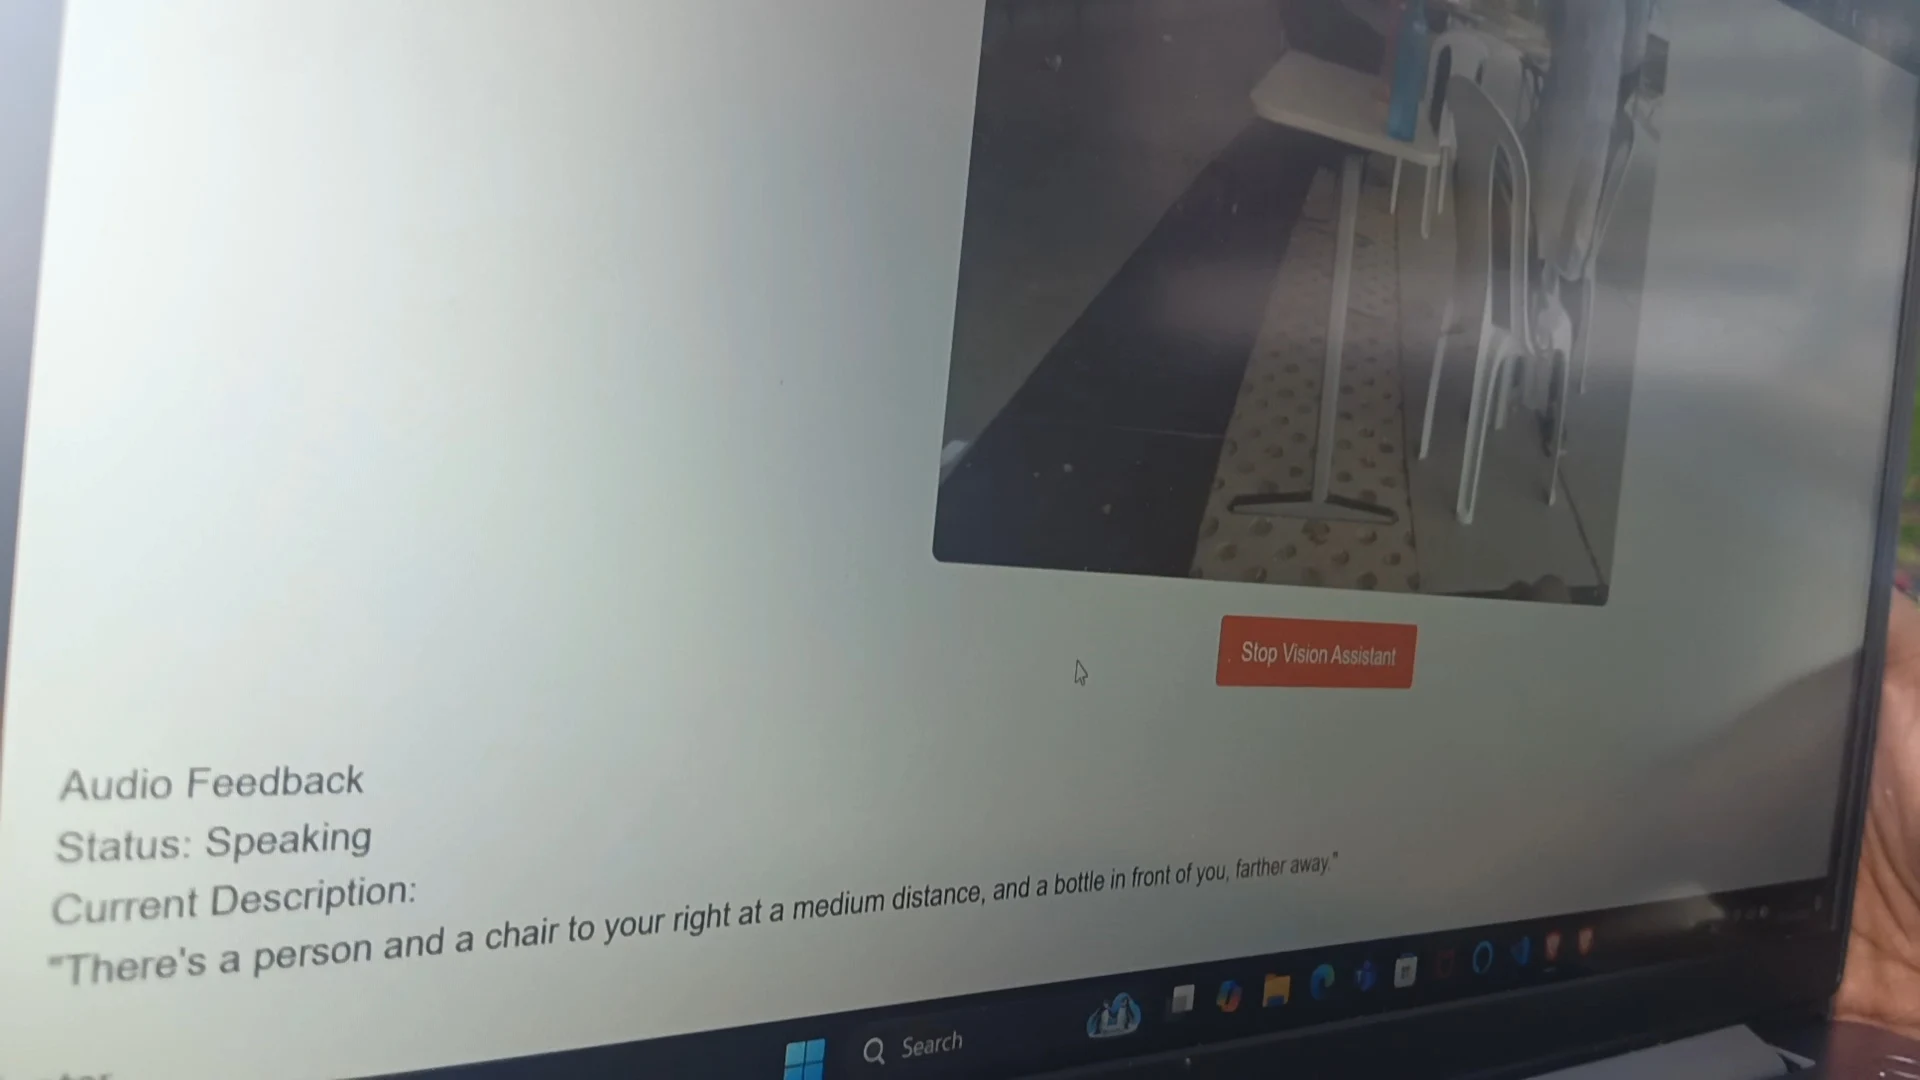 Stop Vision Assistant
Audio Feedback
Status: Speaking
Current Description:
"There's a person and a chair to your right at a medium distance, and a bottle in front of you, farther away."
Search